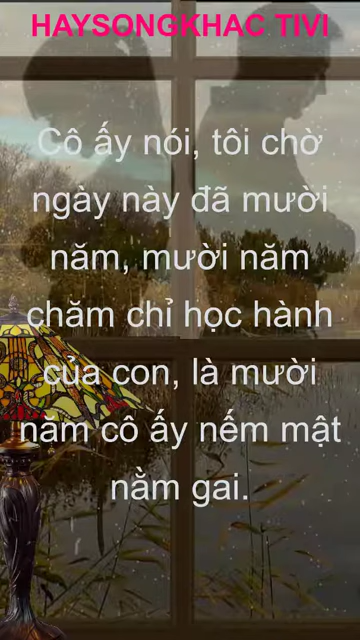 HAYSONGKHAC TIVI
Cô ấy nói, tôi chờ
ngày này đã mười
năm, mười năm
chăm chỉ học hành
của con, là mười
năm cô ấy nếm mật
nằm gai.